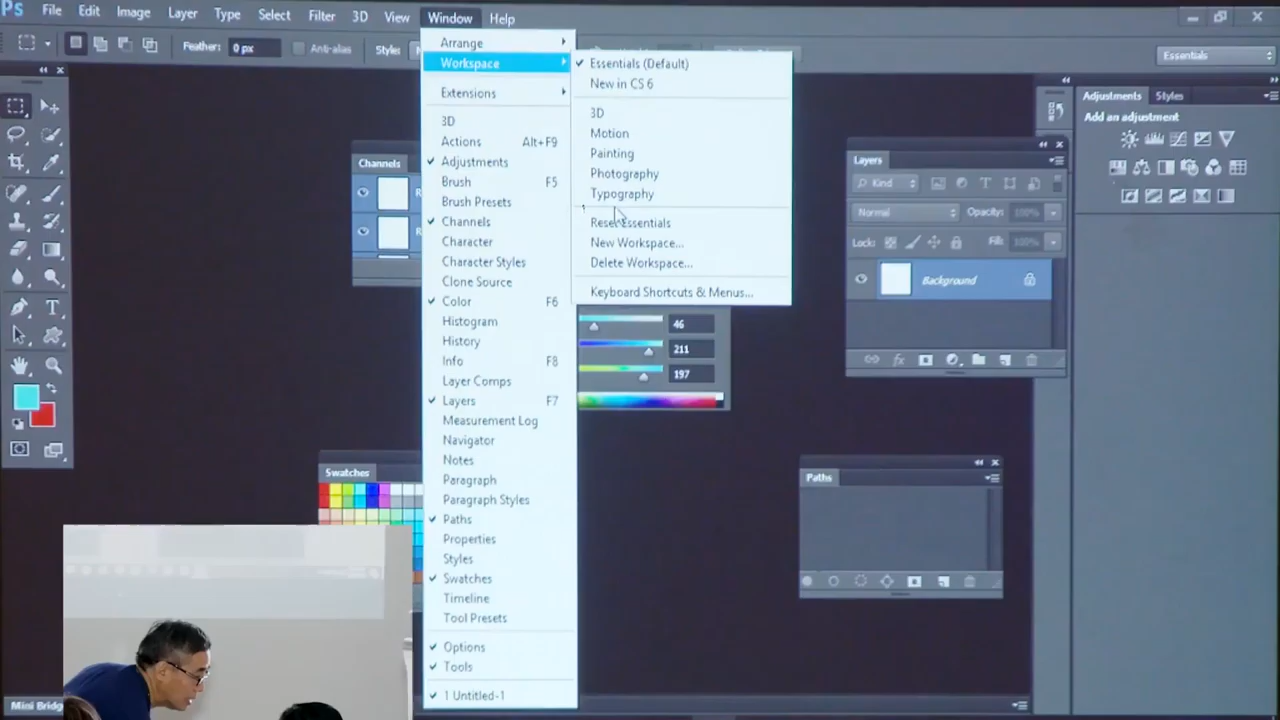 Ps File Edit Image Layer Type Select Filter 3D View Window Help
Feather: 0 px Anti-alias Style:
Essentials
Arrange
Workspace
Extensions
3D
Actions Alt+F9
Adjustments
Brush F5
Brush Presets
Channels
Character
Character Styles
Clone Source
Color F6
Histogram
History
Info F8
Layer Comps
Layers F7
Measurement Log
Navigator
Notes
Paragraph
Paragraph Styles
Paths
Properties
Styles
Swatches
Timeline
Tool Presets
Options
Tools
1 Untitled-1
Essentials (Default)
New in CS 6
3D
Motion
Painting
Photography
Typography
Reset Essentials
New Workspace...
Delete Workspace...
Keyboard Shortcuts & Menus...
Channels
R
R
46
211
197
Swatches
Layers
Kind
Normal Opacity: 100%
Lock: Fill: 100%
Background
Paths
Adjustments Styles
Add an adjustment
Mini Bridg